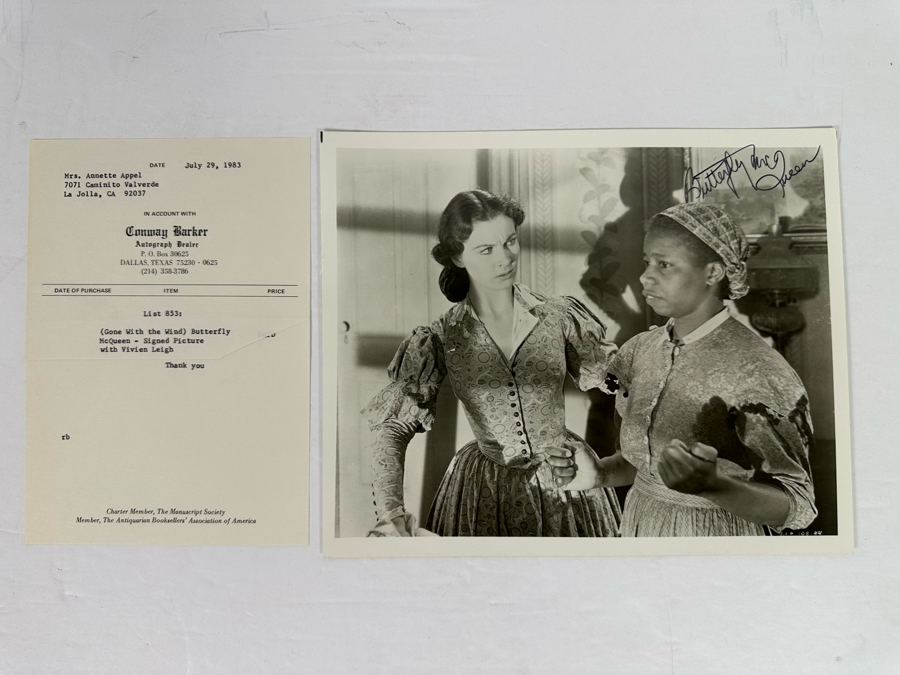 DATE July 29, 1983
Mrs. Annette Appel
7071 Caminito Valverde
La Jolla, CA 92037
IN ACCOUNT WITH
Conway Barker
Autograph Dealer
P. O. Box 30625
DALLAS, TEXAS 75230 - 0625
(214) 358-3786
DATE OF PURCHASE ITEM PRICE
List 853:
(Gone With the Wind) Butterfly
McQueen - Signed Picture
with Vivien Leigh
Thank you
rb
Charter Member, The Manuscript Society
Member, The Antiquarian Booksellers' Association of America
Butterfly McQueen